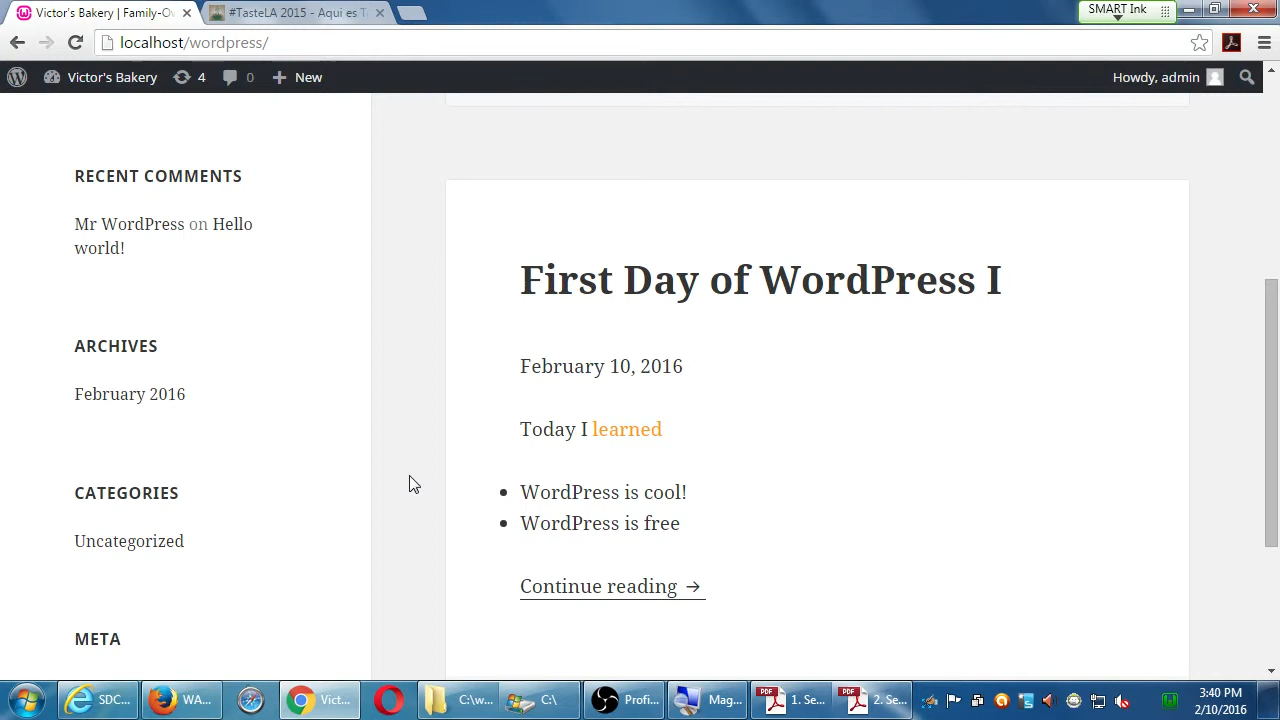 Victor's Bakery | Family-Ow
#TasteLA 2015 - Aqui es T
SMART Ink
localhost/wordpress/
Victor's Bakery 4 0 + New
Howdy, admin
RECENT COMMENTS
Mr WordPress on Hello
world!
ARCHIVES
February 2016
CATEGORIES
Uncategorized
META
First Day of WordPress I
February 10, 2016
Today I learned
• WordPress is cool!
• WordPress is free
Continue reading →
SDC... WA... Vict... C:\w... C:\ Profi... Mag... 1. Se... 2. Se...
3:40 PM
2/10/2016